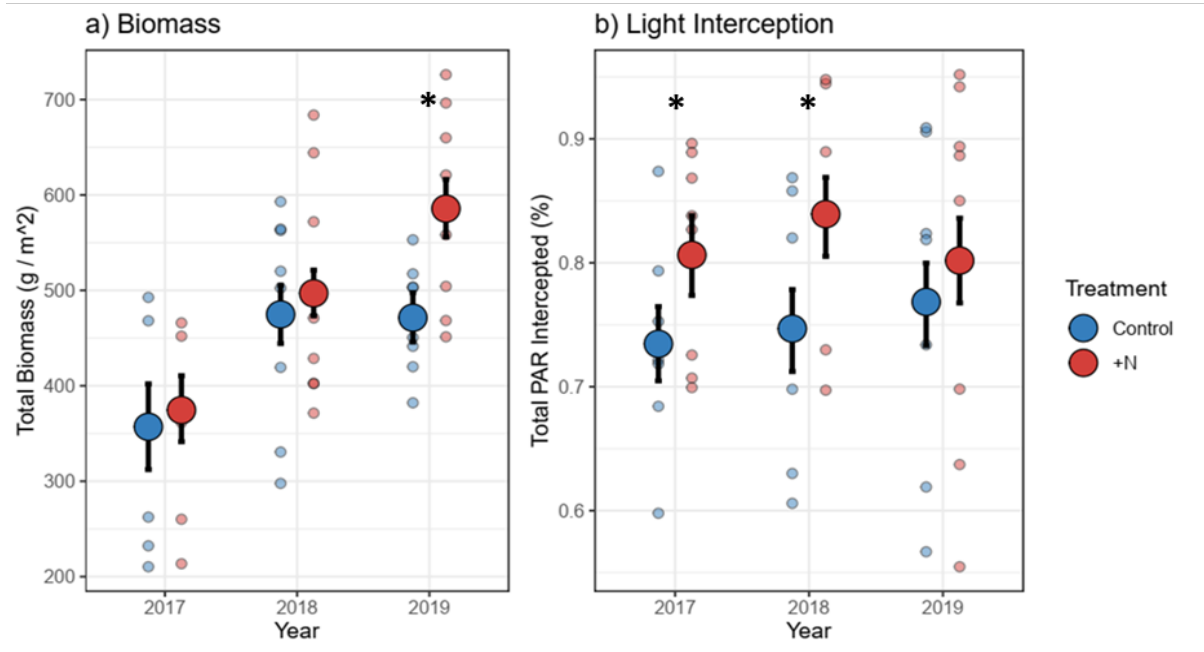 a) Biomass
Total Biomass (g / m^2)
700
600
500
400
300
200
*
2017
2018
2019
Year
b) Light Interception
Total PAR Intercepted (%)
0.9
0.8
0.7
0.6
*
*
2017
2018
2019
Year
Treatment
Control
+N